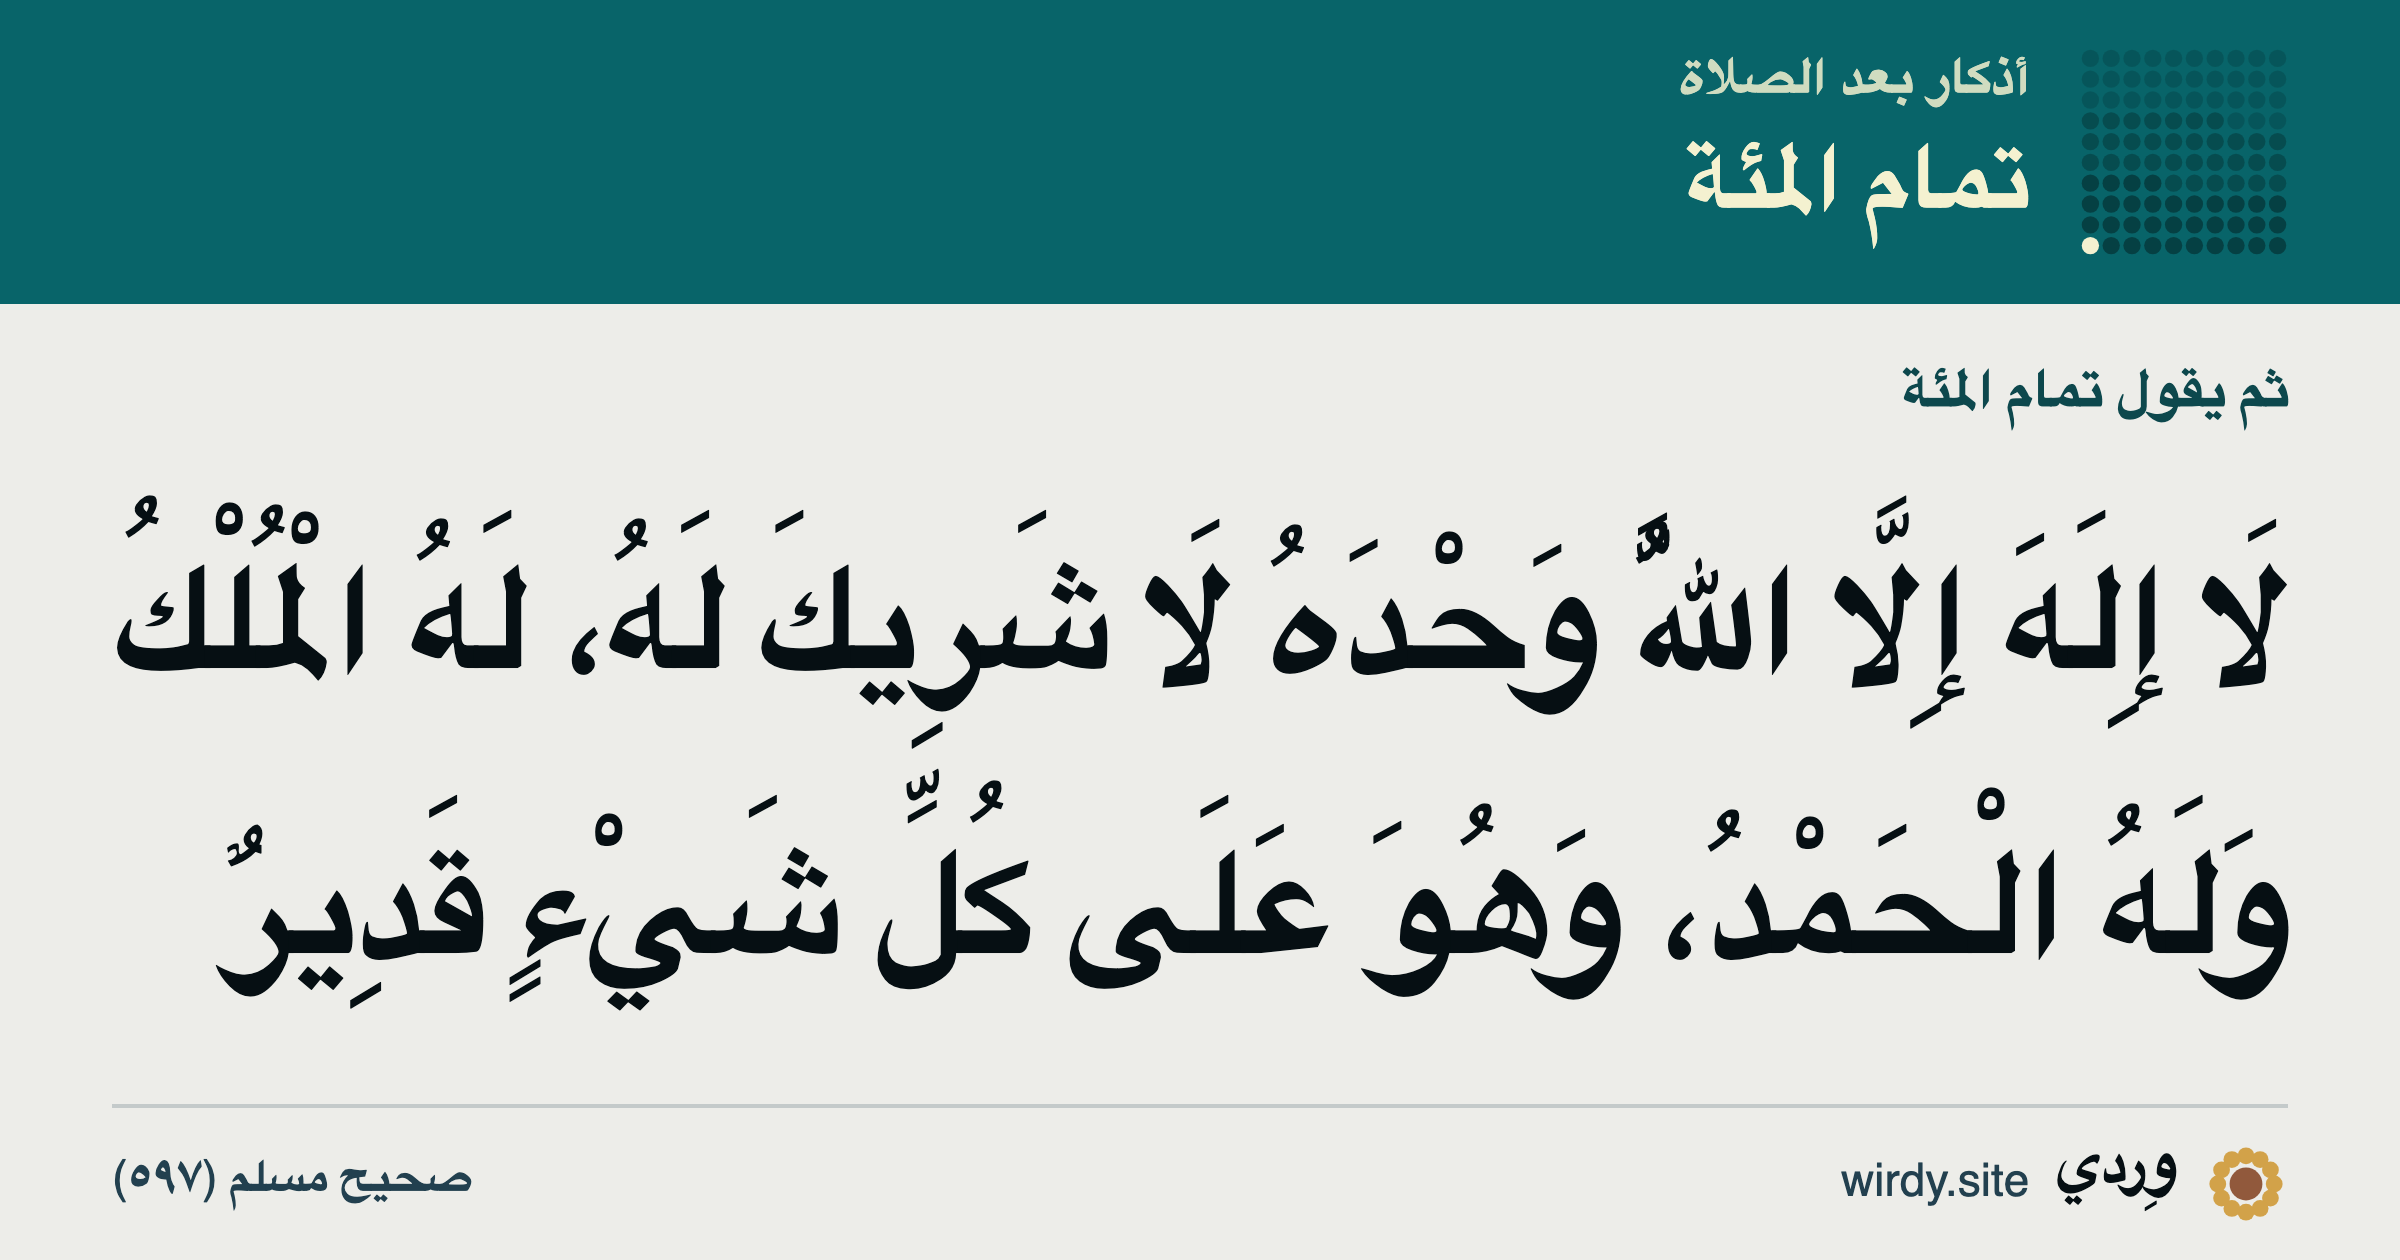 أذكار بعد الصلاة
تمام المئة
ثم يقول تمام المئة
لَا إِلَهَ إِلَّا اللهُ وَحْدَهُ لَا شَرِيكَ لَهُ، لَهُ الْمُلْكُ
وَلَهُ الْحَمْدُ، وَهُوَ عَلَى كُلِّ شَيْءٍ قَدِيرٌ
وِردي wirdy.site
صحيح مسلم (٥٩٧)